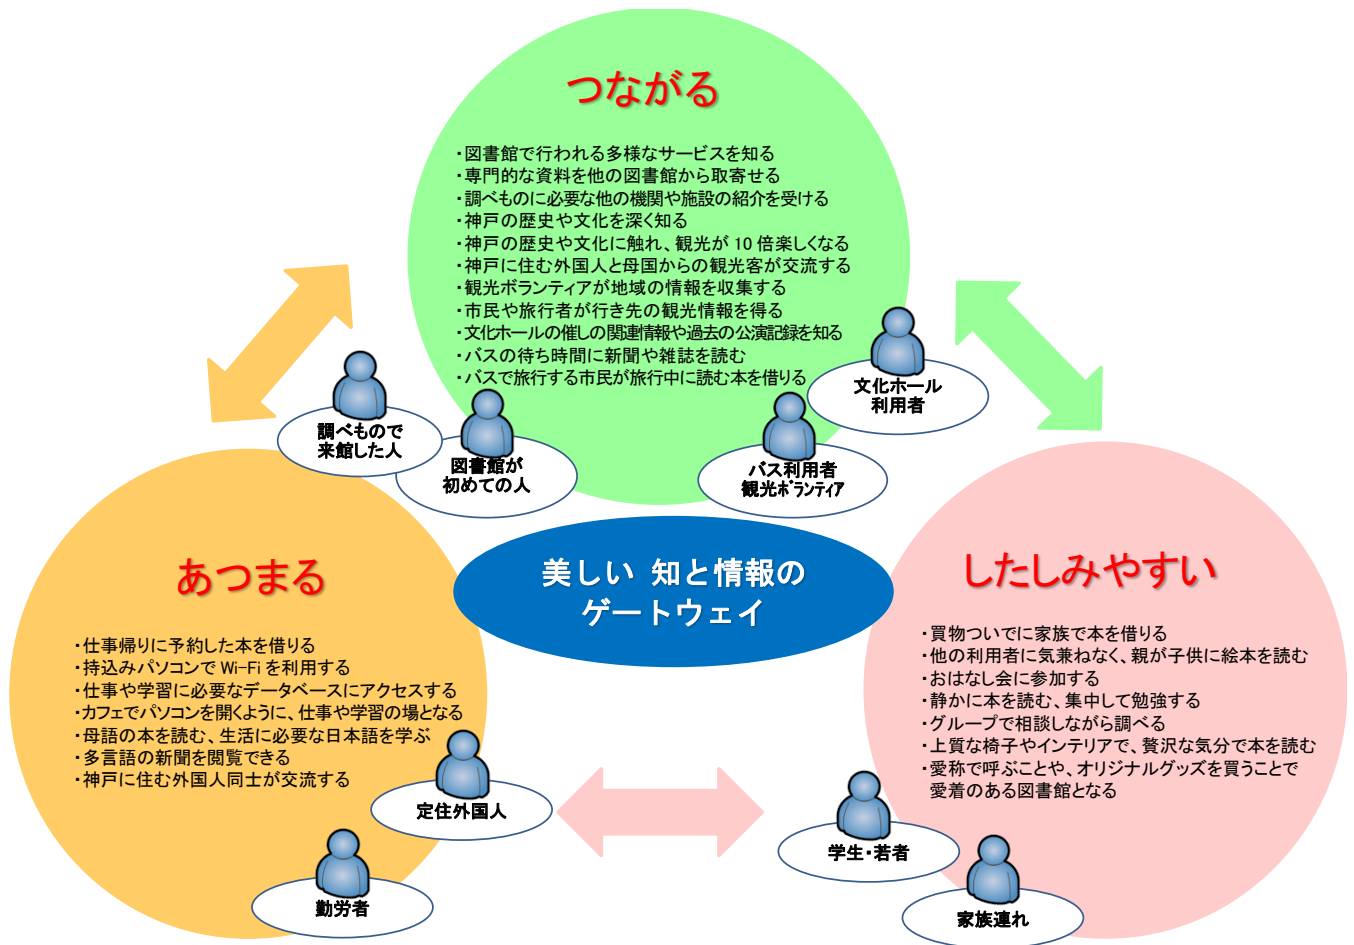 つながる
・図書館で行われる多様なサービスを知る
・専門的な資料を他の図書館から取寄せる
・調べものに必要な他の機関や施設の紹介を受ける
・神戸の歴史や文化を深く知る
・神戸の歴史や文化に触れ、観光が 10 倍楽しくなる
・神戸に住む外国人と母国からの観光客が交流する
・観光ボランティアが地域の情報を収集する
・市民や旅行者が行き先の観光情報を得る
・文化ホールの催しの関連情報や過去の公演記録を知る
・バスの待ち時間に新聞や雑誌を読む
・バスで旅行する市民が旅行中に読む本を借りる
文化ホール
利用者
調べもので
来館した人
図書館が
初めての人
バス利用者
観光ボランティア
美しい 知と情報の
ゲートウェイ
あつまる
・仕事帰りに予約した本を借りる
・持込みパソコンで Wi-Fi を利用する
・仕事や学習に必要なデータベースにアクセスする
・カフェでパソコンを開くように、仕事や学習の場となる
・母語の本を読む、生活に必要な日本語を学ぶ
・多言語の新聞を閲覧できる
・神戸に住む外国人同士が交流する
定住外国人
勤労者
したしみやすい
・買物ついでに家族で本を借りる
・他の利用者に気兼ねなく、親が子供に絵本を読む
・おはなし会に参加する
・静かに本を読む、集中して勉強する
・グループで相談しながら調べる
・上質な椅子やインテリアで、贅沢な気分で本を読む
・愛称で呼ぶことや、オリジナルグッズを買うことで
愛着のある図書館となる
学生・若者
家族連れ